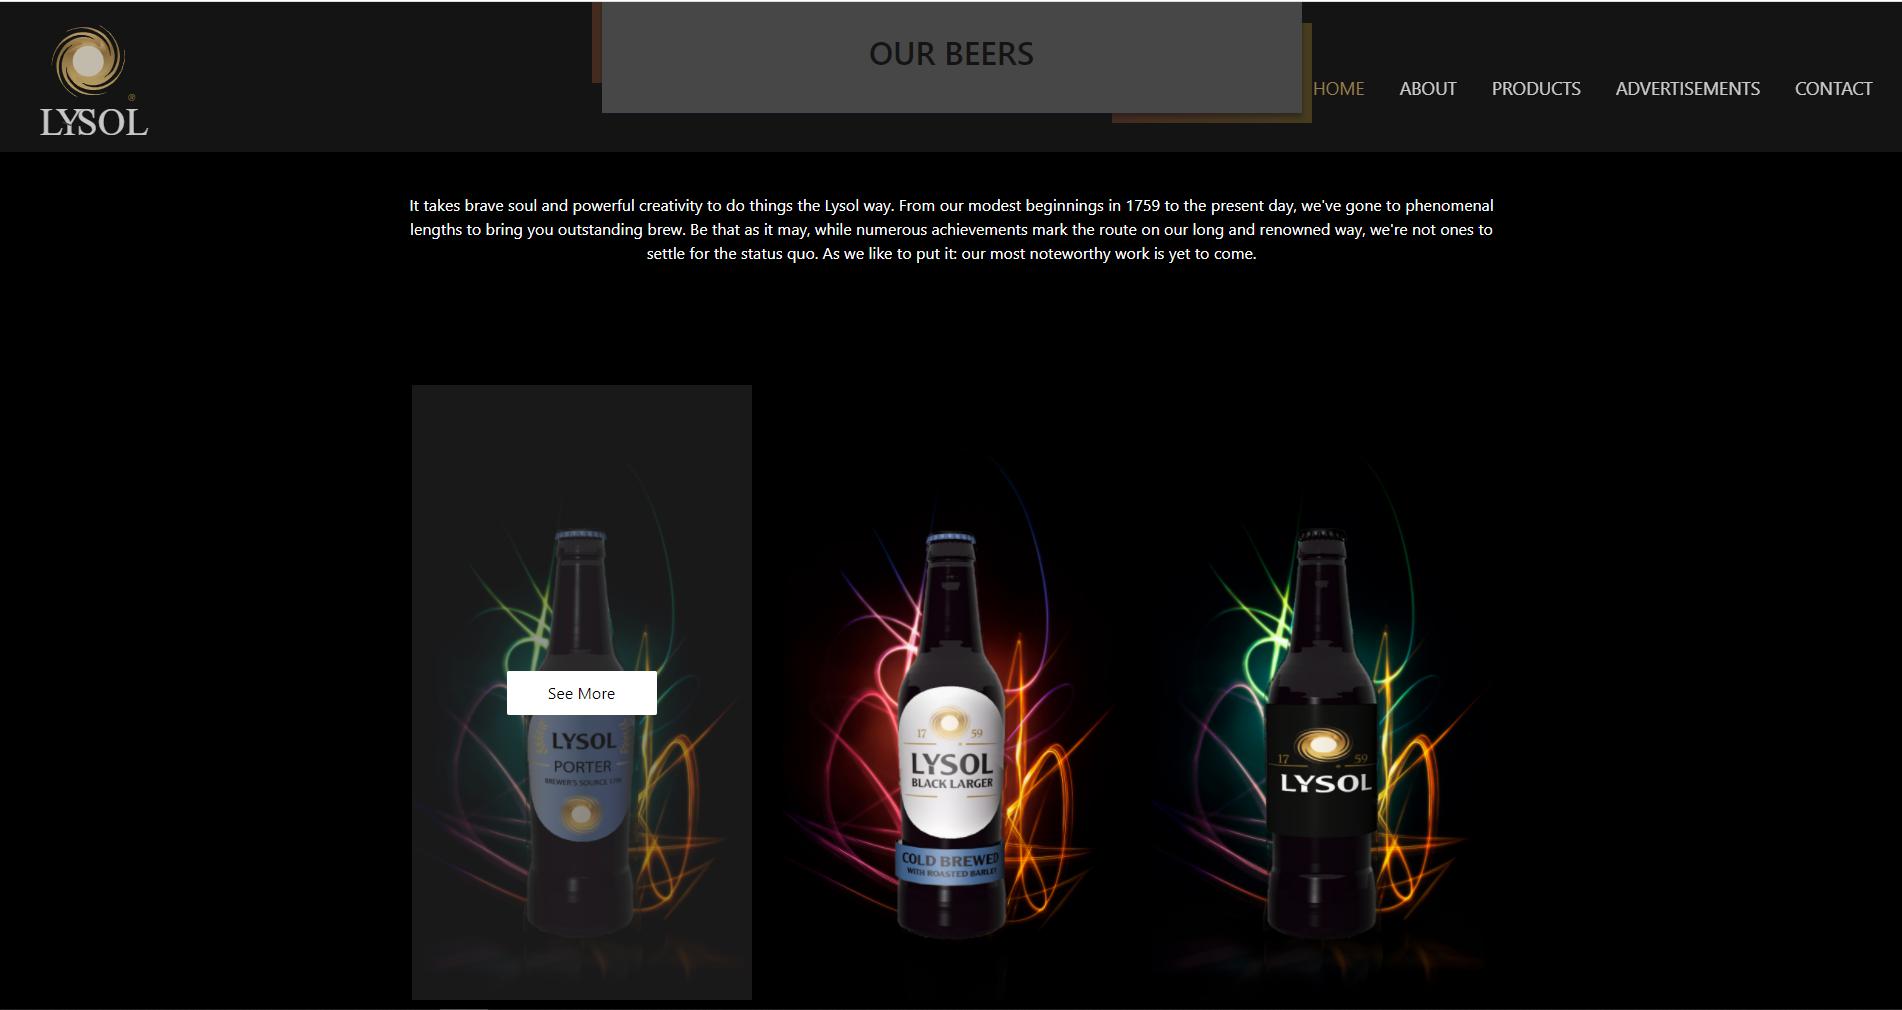 OUR BEERS
LYSOL
HOME ABOUT PRODUCTS ADVERTISEMENTS CONTACT
It takes brave soul and powerful creativity to do things the Lysol way. From our modest beginnings in 1759 to the present day, we've gone to phenomenal
lengths to bring you outstanding brew. Be that as it may, while numerous achievements mark the route on our long and renowned way, we're not ones to
settle for the status quo. As we like to put it: our most noteworthy work is yet to come.
See More
LYSOL
PORTER
17 59
LYSOL
BLACK LARGER
COLD BREWED
WITH ROASTED BARLEY
17 59
LYSOL